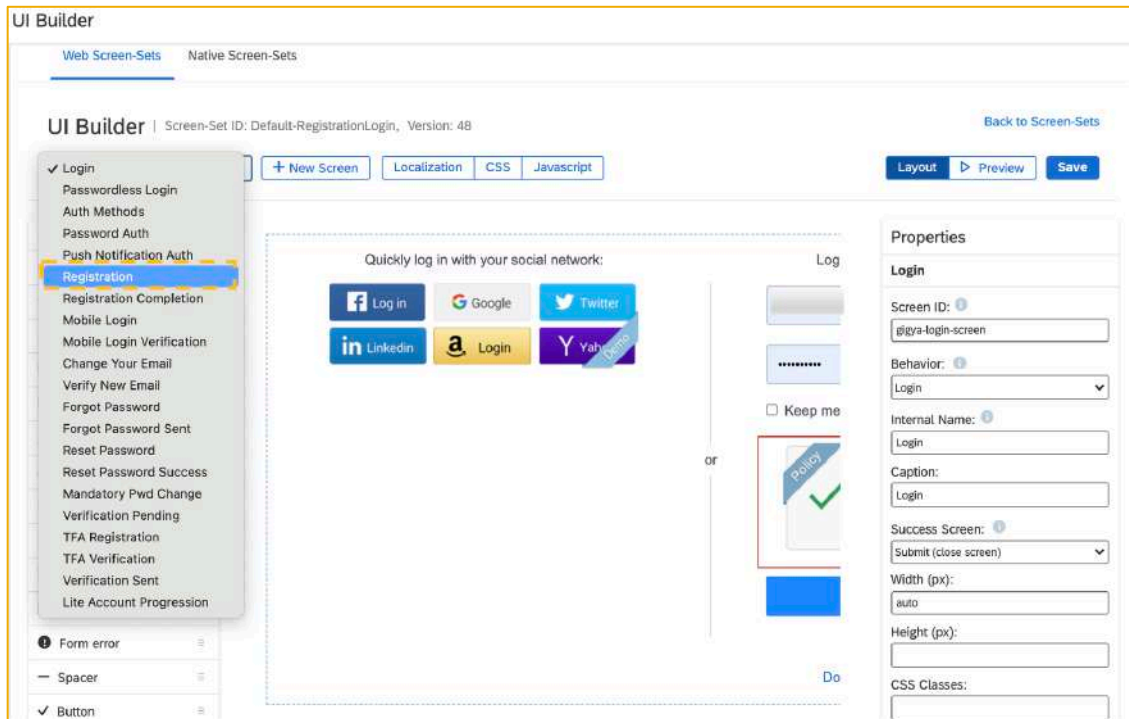 UI Builder
Web Screen-Sets Native Screen-Sets
UI Builder | Screen-Set ID: Default-RegistrationLogin, Version: 48
Back to Screen-Sets
+ New Screen Localization CSS Javascript
Layout Preview Save
✓ Login
Passwordless Login
Auth Methods
Password Auth
Push Notification Auth
Registration
Registration Completion
Mobile Login
Mobile Login Verification
Change Your Email
Verify New Email
Forgot Password
Forgot Password Sent
Reset Password
Reset Password Success
Mandatory Pwd Change
Verification Pending
TFA Registration
TFA Verification
Verification Sent
Lite Account Progression
Form error
Spacer
Button
Quickly log in with your social network:
Log in Google Twitter
Linkedin Login Yah
Demo
or
Log
••••••••••
Keep me
Policy
Do
Properties
Login
Screen ID:
gigya-login-screen
Behavior:
Login
Internal Name:
Login
Caption:
Login
Success Screen:
Submit (close screen)
Width (px):
auto
Height (px):
CSS Classes: